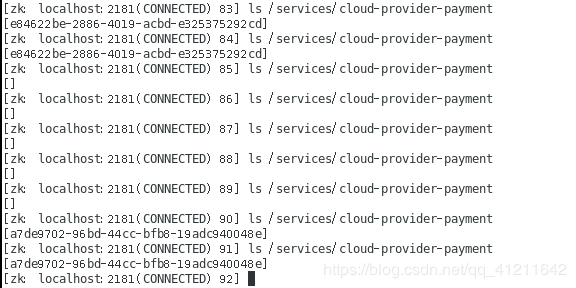 [zk: localhost:2181(CONNECTED) 83] ls /services/cloud-provider-payment
[e84622be-2886-4019-acbd-e325375292cd]
[zk: localhost:2181(CONNECTED) 84] ls /services/cloud-provider-payment
[e84622be-2886-4019-acbd-e325375292cd]
[zk: localhost:2181(CONNECTED) 85] ls /services/cloud-provider-payment
[]
[zk: localhost:2181(CONNECTED) 86] ls /services/cloud-provider-payment
[]
[zk: localhost:2181(CONNECTED) 87] ls /services/cloud-provider-payment
[]
[zk: localhost:2181(CONNECTED) 88] ls /services/cloud-provider-payment
[]
[zk: localhost:2181(CONNECTED) 89] ls /services/cloud-provider-payment
[]
[zk: localhost:2181(CONNECTED) 90] ls /services/cloud-provider-payment
[a7de9702-96bd-44cc-bfb8-19adc940048e]
[zk: localhost:2181(CONNECTED) 91] ls /services/cloud-provider-payment
[a7de9702-96bd-44cc-bfb8-19adc940048e]
[zk: localhost:2181(CONNECTED) 92]
https://blog.csdn.net/qq_41211642